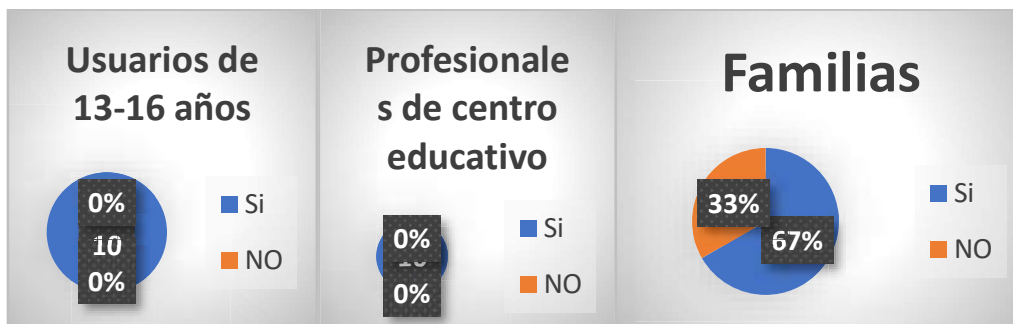 Usuarios de
13-16 años
0%
10
0%
Si
NO
Profesionale
s de centro
educativo
0%
10
0%
Si
NO
Familias
33%
67%
Si
NO